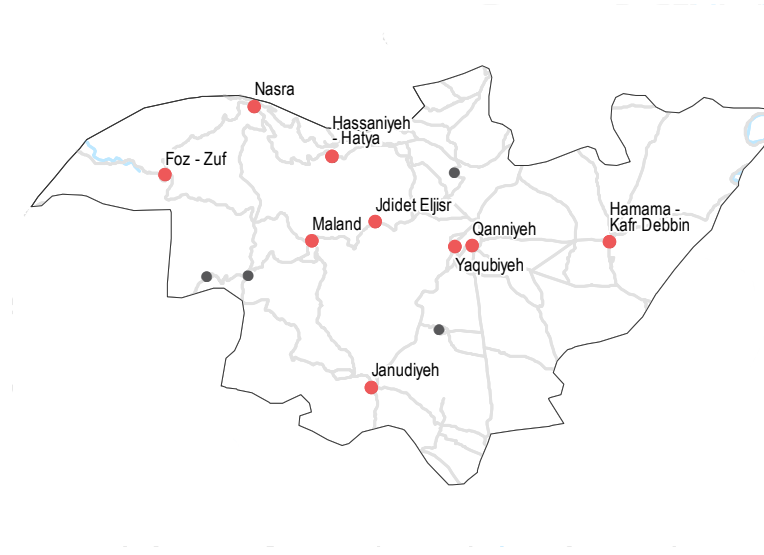 Nasra
Hassaniyeh
- Hatya
Foz - Zuf
Jdidet Eljisr
Maland
Qanniyeh
Yaqubiyeh
Hamama -
Kafr Debbin
Janudiyeh